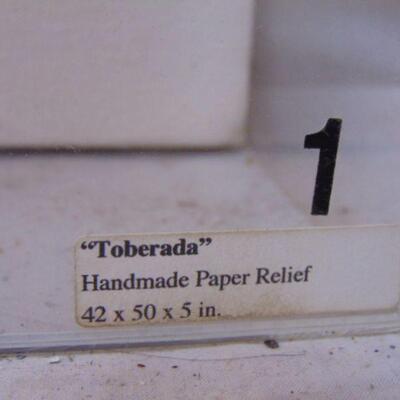 1
“Toberada”
Handmade Paper Relief
42 x 50 x 5 in.